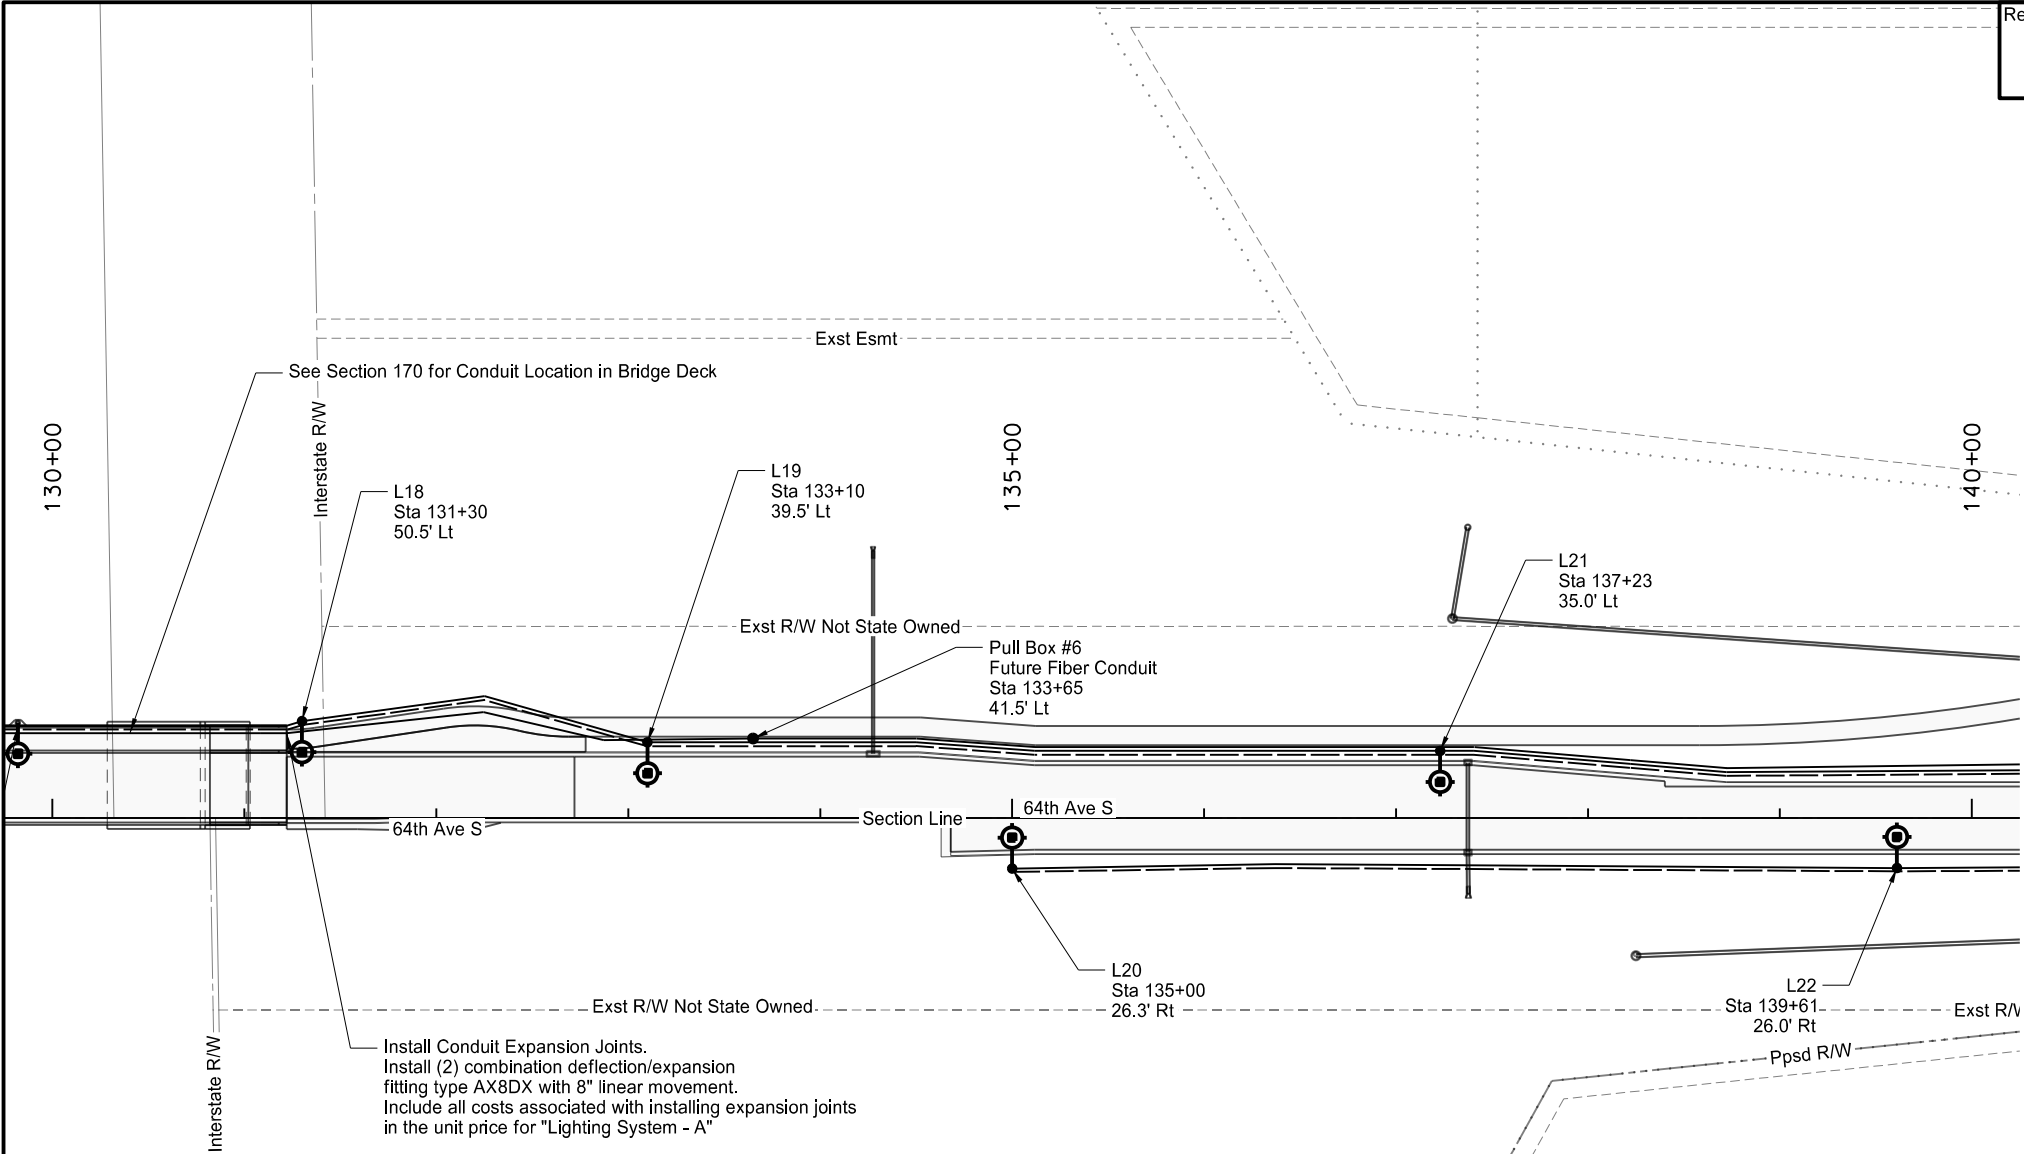 Re
Exst Esmt
See Section 170 for Conduit Location in Bridge Deck
Interstate R/W
130+00
135+00
140+00
L18
Sta 131+30
50.5' Lt
L19
Sta 133+10
39.5' Lt
L21
Sta 137+23
35.0' Lt
Exst R/W Not State Owned
Pull Box #6
Future Fiber Conduit
Sta 133+65
41.5' Lt
64th Ave S
Section Line
64th Ave S
L20
Sta 135+00
26.3' Rt
L22
Sta 139+61
26.0' Rt
Exst R/W Not State Owned
Exst R/W
Ppsd R/W
Interstate R/W
Install Conduit Expansion Joints.
Install (2) combination deflection/expansion
fitting type AX8DX with 8" linear movement.
Include all costs associated with installing expansion joints
in the unit price for "Lighting System - A"